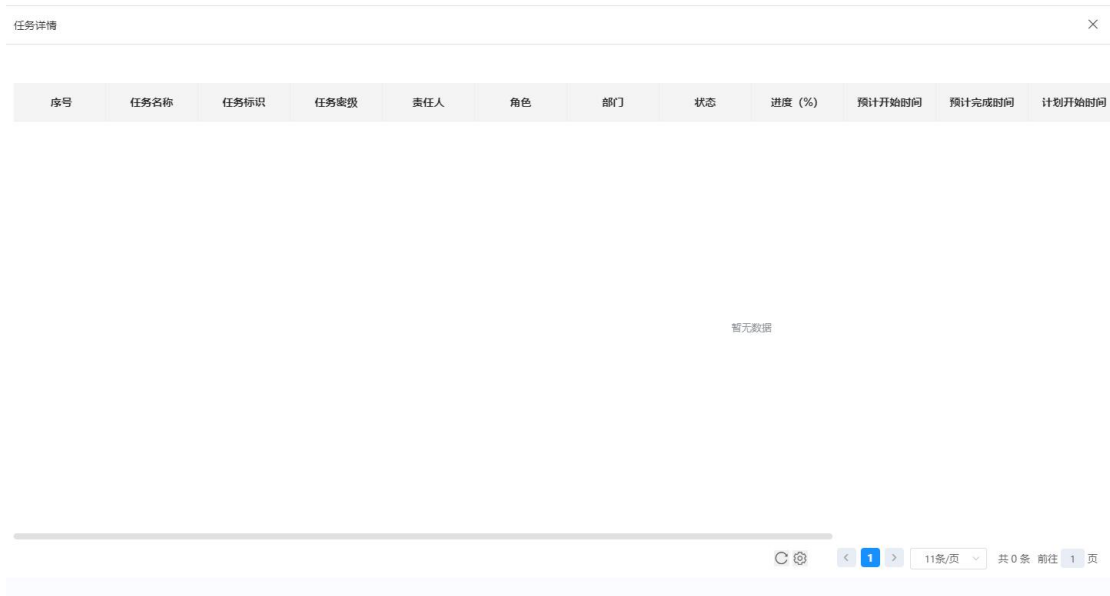 任务详情
序号 任务名称 任务标识 任务密级 责任人 角色 部门 状态 进度 (%) 预计开始时间 预计完成时间 计划开始时间
暂无数据
1 11条/页 共 0 条 前往 1 页